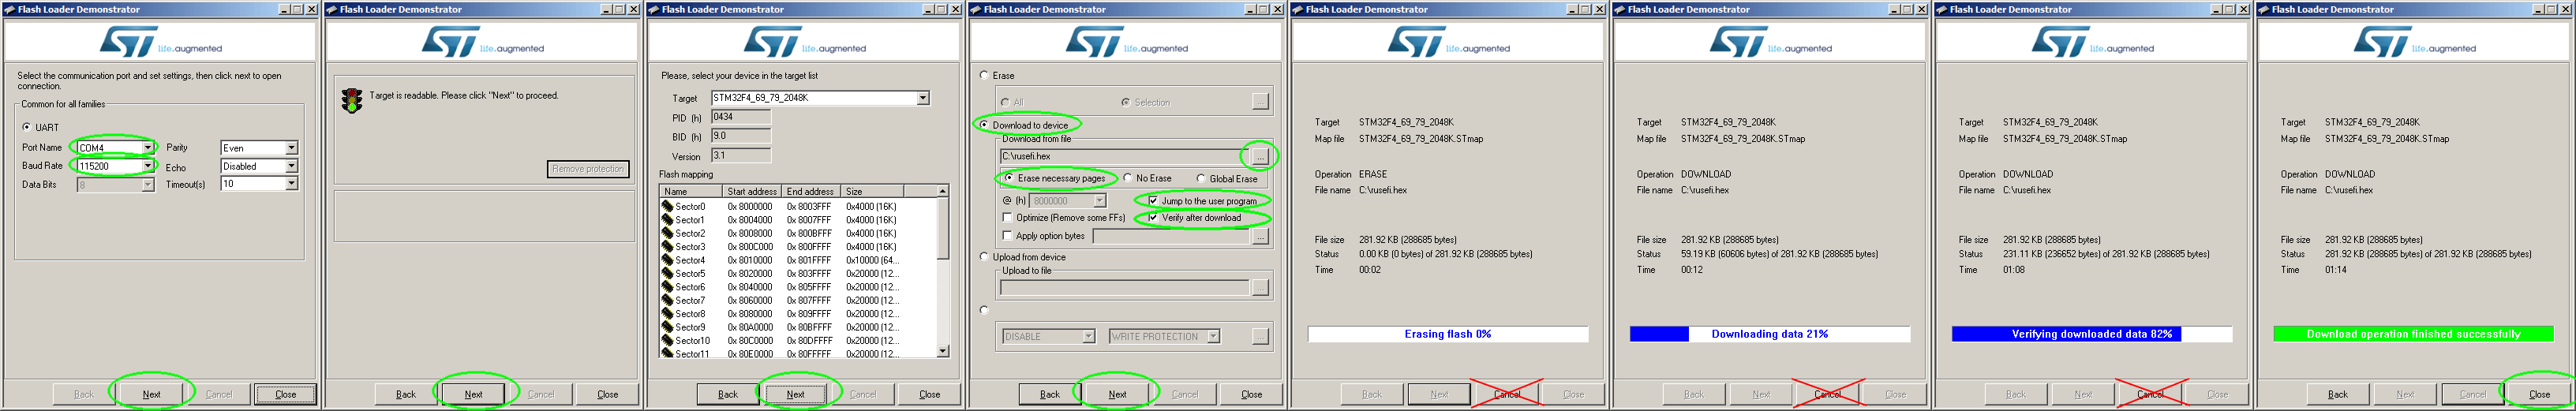 Flash Loader Demonstrator
ST life.augmented
Select the communication port and set settings, then click next to open
connection.
Common for all families
UART
Port Name COM4 Parity Even
Baud Rate 115200 Echo Disabled
Data Bits 8 Timeout(s) 10
Back Next Cancel Close
Flash Loader Demonstrator
ST life.augmented
Target is readable. Please click "Next" to proceed.
Remove protection
Back Next Cancel Close
Flash Loader Demonstrator
ST life.augmented
Please, select your device in the target list
Target STM32F4_69_79_2048K
PID (h) 0434
BID (h) 9.0
Version 3.1
Flash mapping
Name Start address End address Size
Sector0 0x 8000000 0x 8003FFF 0x4000 (16K)
Sector1 0x 8004000 0x 8007FFF 0x4000 (16K)
Sector2 0x 8008000 0x 800BFFF 0x4000 (16K)
Sector3 0x 800C000 0x 800FFFF 0x4000 (16K)
Sector4 0x 8010000 0x 801FFFF 0x10000 (64...
Sector5 0x 8020000 0x 803FFFF 0x20000 (12...
Sector6 0x 8040000 0x 805FFFF 0x20000 (12...
Sector7 0x 8060000 0x 807FFFF 0x20000 (12...
Sector8 0x 8080000 0x 809FFFF 0x20000 (12...
Sector9 0x 80A0000 0x 80BFFFF 0x20000 (12...
Sector10 0x 80C0000 0x 80DFFFF 0x20000 (12...
Sector11 0x 80E0000 0x 80FFFFF 0x20000 (12...
Back Next Cancel Close
Flash Loader Demonstrator
ST life.augmented
Erase
All Selection ...
Download to device
Download from file
C:\rusefi.hex ...
Erase necessary pages No Erase Global Erase
@ (h) 8000000 Jump to the user program
Optimize (Remove some FFs) Verify after download
Apply option bytes ...
Upload from device
Upload to file
...
DISABLE WRITE PROTECTION ...
Back Next Cancel Close
Flash Loader Demonstrator
ST life.augmented
Target STM32F4_69_79_2048K
Map file STM32F4_69_79_2048K.STmap
Operation ERASE
File name C:\rusefi.hex
File size 281.92 KB (288685 bytes)
Status 0.00 KB (0 bytes) of 281.92 KB (288685 bytes)
Time 00:02
Erasing flash 0%
Back Next Cancel Close
Flash Loader Demonstrator
ST life.augmented
Target STM32F4_69_79_2048K
Map file STM32F4_69_79_2048K.STmap
Operation DOWNLOAD
File name C:\rusefi.hex
File size 281.92 KB (288685 bytes)
Status 59.19 KB (60606 bytes) of 281.92 KB (288685 bytes)
Time 00:12
Downloading data 21%
Back Next Cancel Close
Flash Loader Demonstrator
ST life.augmented
Target STM32F4_69_79_2048K
Map file STM32F4_69_79_2048K.STmap
Operation DOWNLOAD
File name C:\rusefi.hex
File size 281.92 KB (288685 bytes)
Status 231.11 KB (236652 bytes) of 281.92 KB (288685 bytes)
Time 01:08
Verifying downloaded data 82%
Back Next Cancel Close
Flash Loader Demonstrator
ST life.augmented
Target STM32F4_69_79_2048K
Map file STM32F4_69_79_2048K.STmap
Operation DOWNLOAD
File name C:\rusefi.hex
File size 281.92 KB (288685 bytes)
Status 281.92 KB (288685 bytes) of 281.92 KB (288685 bytes)
Time 01:14
Download operation finished successfully
Back Next Cancel Close